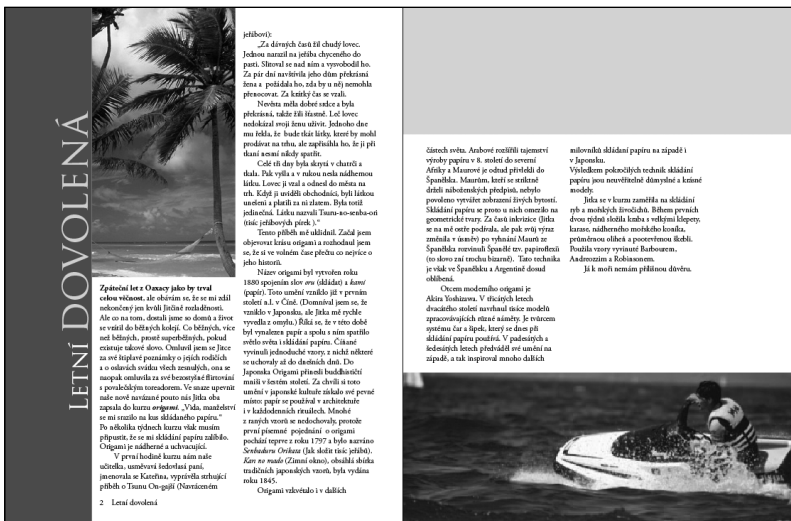 LETNÍ DOVOLENÁ
Zpáteční let z Oaxacy jako by trval
celou věčnost, ale obávám se, že se mi zdál
nekončený jen kvůli Jitčině rozladěnosti.
Ale co na tom, dostali jsme so domů a život
se vrátil do běžných kolejí. Co běžných, více
než běžných, prostě superběžných, pokud
existuje takové slovo. Omluvil jsem se Jitce
za své štiplavé poznámky o jejích rodičích
a o oslavách svátku všech zesnulých, ona se
naopak omluvila za své bezostyšné flirtování
s povalečkým toreadorem. Ve snaze upevnit
naše nově navázané pouto nás Jitka oba
zapsala do kurzu origami. „Vida, manželství
se mi srazilo na kus skládaného papíru.“
Po několika týdnech kurzu však musím
připustit, že se mi skládání papíru zalíbilo.
Origami je nádherné a uchvacující.
V první hodině kurzu nám naše
učitelka, usměvavá šedovlasá paní,
jmenovala se Kateřina, vyprávěla strhující
příběh o Tsunu On-gajši (Navráceném
2 Letní dovolená
jeřábovi):
„Za dávných časů žil chudý lovec.
Jednou narazil na jeřába chyceného do
pasti. Slitoval se nad ním a vysvobodil ho.
Za pár dní navštívila jeho dům překrásná
žena a požádala ho, zda by u něj nemohla
přenocovat. Za krátký čas se vzali.
Nevěsta měla dobré srdce a byla
překrásná, takže žili šťastně. Leč lovec
nedokázal svoji ženu uživit. Jednoho dne
mu řekla, že bude tkát látky, které by mohl
prodávat na trhu, ale zapřísáhla ho, že ji při
tkaní nesmí nikdy spatřit.
Celé tři dny byla skrytá v chatrči a
tkala. Pak vyšla a v rukou nesla nádhernou
látku. Lovec ji vzal a odnesl do města na
trh. Když ji uviděli obchodníci, byli látkou
uneseni a platili za ni zlatem. Byla totiž
jedinečná. Látku nazvali Tsuru-no-senba-ori
(tisíc jeřábových pírek ).“
Tento příběh mě uklidnil. Začal jsem
objevovat krásu origami a rozhodnul jsem
se, že si ve volném čase přečtu co nejvíce o
jeho historii.
Název origami byl vytvořen roku
1880 spojením slov oru (skládat) a kami
(papír). Toto umění vzniklo již v prvním
století n.l. v Číně. (Domníval jsem se, že
vzniklo v Japonsku, ale Jitka mě rychle
vyvedla z omylu.) Říká se, že v této době
byl vynalezen papír a spolu s ním spatřilo
světlo světa i skládání papíru. Číňané
vyvinuli jednoduché vzory, z nichž některé
se uchovaly až do dnešních dnů. Do
Japonska Origami přinesli buddhističtí
mniši v šestém století. Za chvíli si toto
umění v japonské kultuře získalo své pevné
místo: papír se používal v architektuře
i v každodenních rituálech. Mnohé
z raných vzorů se nedochovaly, protože
první písemné pojednání o origami
pochází teprve z roku 1797 a bylo nazváno
Senbaduru Orikata (Jak složit tisíc jeřábů).
Kan no mado (Zimní okno), obsáhlá sbírka
tradičních japonských vzorů, byla vydána
roku 1845.
Origami vzkvétalo i v dalších
částech světa. Arabové rozšířili tajemství
výroby papíru v 8. století do severní
Afriky a Maurové je odtud přivlekli do
Španělska. Maurům, kteří se striktně
drželi náboženských předpisů, nebylo
povoleno vytvářet zobrazení živých bytostí.
Skládání papíru se proto u nich omezilo na
geometrické tvary. Za časů inkvizice (Jitka
se na mě ostře podívala, ale pak svůj výraz
změnila v úsměv) po vyhnání Maurů ze
Španělska rozvinuli Španělé tzv. papiroflexii
(to slovo zní trochu bizarně). Tato technika
je však ve Španělsku a Argentině dosud
oblíbená.
Otcem moderního origami je
Akira Yoshizawa. V třicátých letech
dvacátého století navrhnul tisíce modelů
zpracovávajících různé náměty. Je tvůrcem
systému čar a šipek, který se dnes při
skládání papíru používá. V padesátých a
šedesátých letech předváděl své umění na
západě, a tak inspiroval mnoho dalších
milovníků skládání papíru na západě i
v Japonsku.
Výsledkem pokročilých technik skládání
papíru jsou neuvěřitelně důmyslné a krásné
modely.
Jitka se v kurzu zaměřila na skládání
ryb a mořských živočichů. Během prvních
dvou týdnů složila kraba s velkými klepety,
karase, nádherného mořského koníka,
průměrnou oliheň a pootevřenou škebli.
Použila vzory vyvinuté Barbourem,
Andreozzim a Robinsonem.
Já k moři nemám přílišnou důvěru.